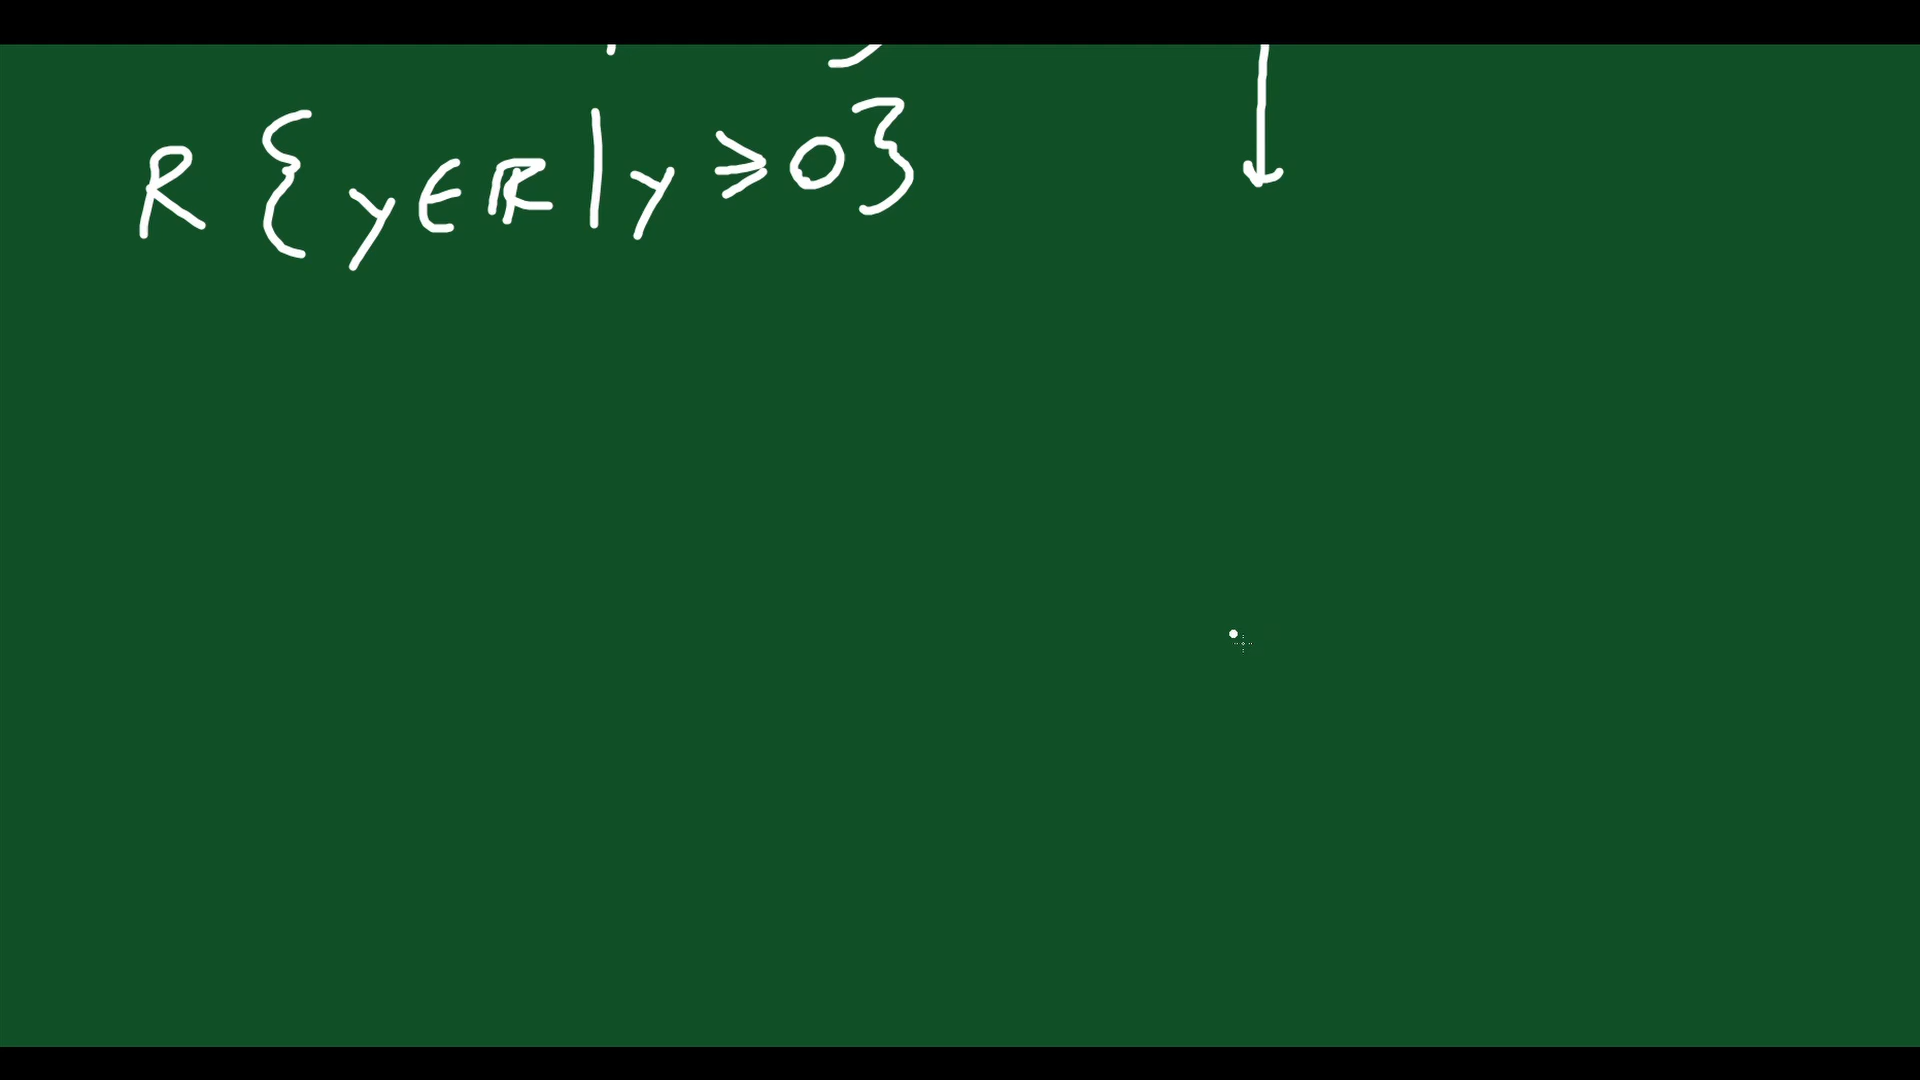 R { y ∈ ℝ | y ≥ 0 }